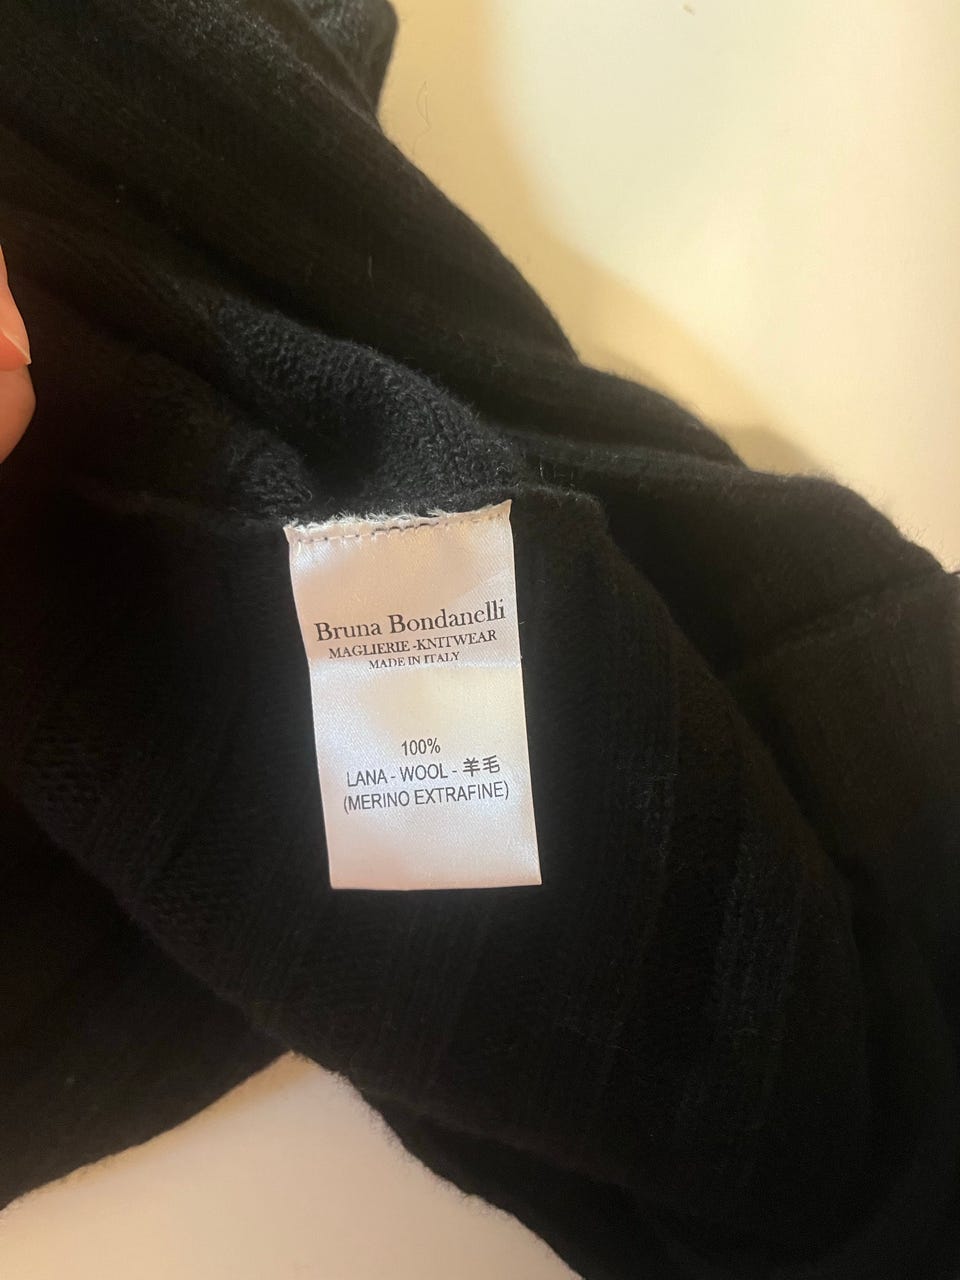 Bruna Bondanelli
MAGLIERIE-KNITWEAR
MADE IN ITALY
100%
LANA - WOOL - 羊毛
(MERINO EXTRAFINE)